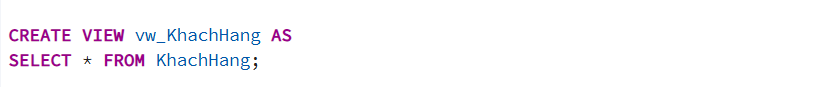 CREATE VIEW vw_KhachHang AS
SELECT * FROM KhachHang;